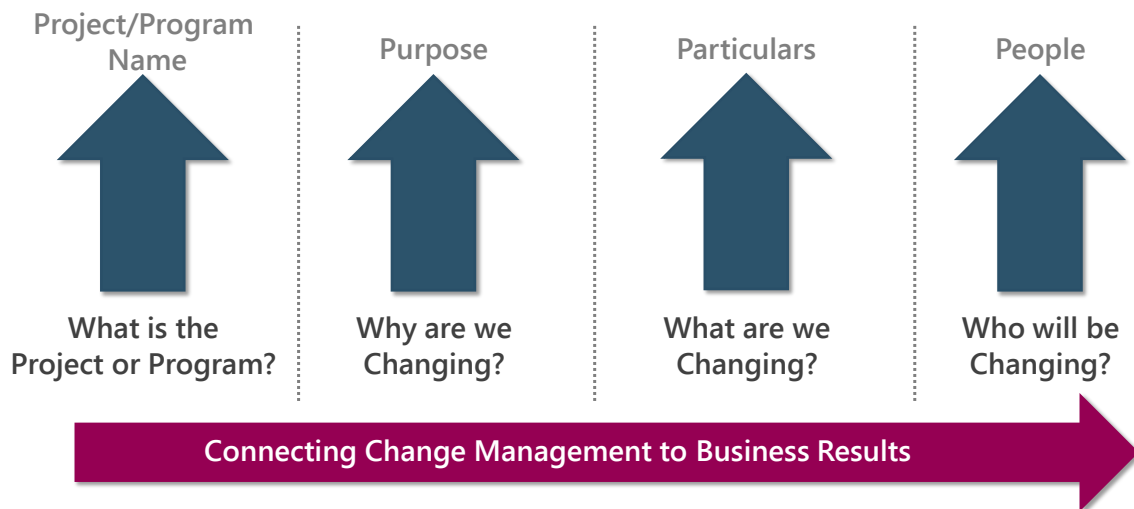 Project/Program
Name
Purpose
Particulars
People
What is the
Project or Program?
Why are we
Changing?
What are we
Changing?
Who will be
Changing?
Connecting Change Management to Business Results